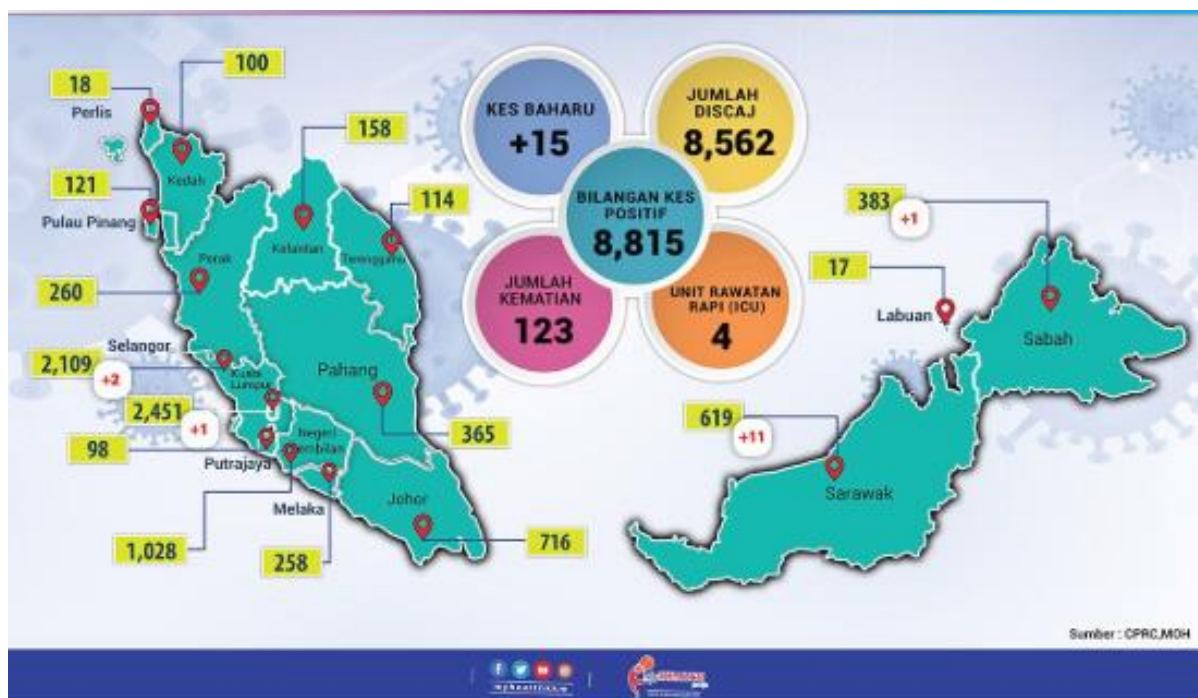 100
18
Perlis
Kedah
158
121
Pulau Pinang
114
Kelantan
Terengganu
Perak
260
Selangor
2,109
+2
Kuala
Lumpur
Pahang
2,451
+1
98
Putrajaya
Negeri
Sembilan
365
Melaka
Johor
1,028
258
716
KES BAHARU
+15
JUMLAH
DISCAJ
8,562
BILANGAN KES
POSITIF
8,815
JUMLAH
KEMATIAN
123
UNIT RAWATAN
RAPI (ICU)
4
383
+1
17
Labuan
Sabah
619
+11
Sarawak
Sumber : CPRC,MOH
myhealthkkm